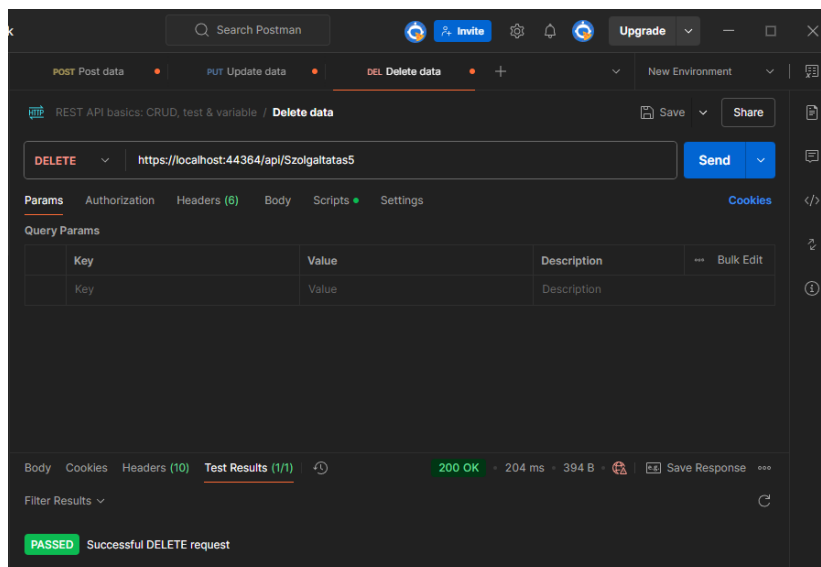 k
Search Postman
Invite
Upgrade
POST Post data
PUT Update data
DEL Delete data
New Environment
HTTP REST API basics: CRUD, test & variable / Delete data
Save
Share
DELETE
https://localhost:44364/api/Szolgaltatas5
Send
Params Authorization Headers (6) Body Scripts Settings Cookies
Query Params
Key Value Description Bulk Edit
Key Value Description
Body Cookies Headers (10) Test Results (1/1) 200 OK 204 ms 394 B e.g. Save Response
Filter Results
PASSED Successful DELETE request